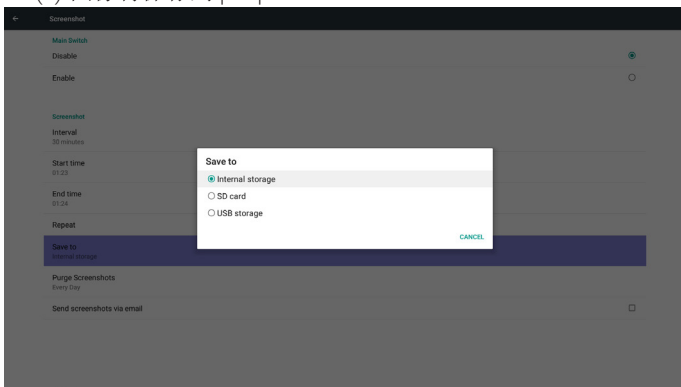 Screenshot
Main Switch
Disable
Enable
Screenshot
Interval
30 minutes
Start time
01:23
End time
01:24
Repeat
Save to
Internal storage
Purge Screenshots
Every Day
Send screenshots via email
Save to
Internal storage
SD card
USB storage
CANCEL